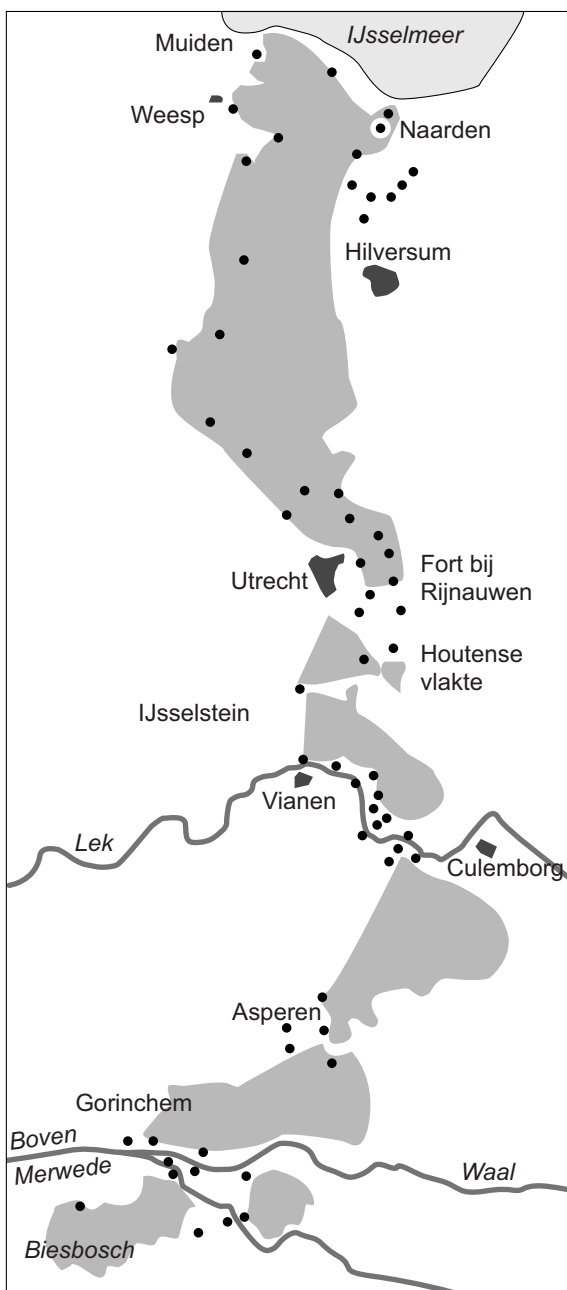 IJsselmeer
Muiden
Weesp
Naarden
Hilversum
Utrecht
Fort bij
Rijnauwen
Houtense
vlakte
IJsselstein
Vianen
Lek
Culemborg
Asperen
Gorinchem
Boven
Merwede
Waal
Biesbosch